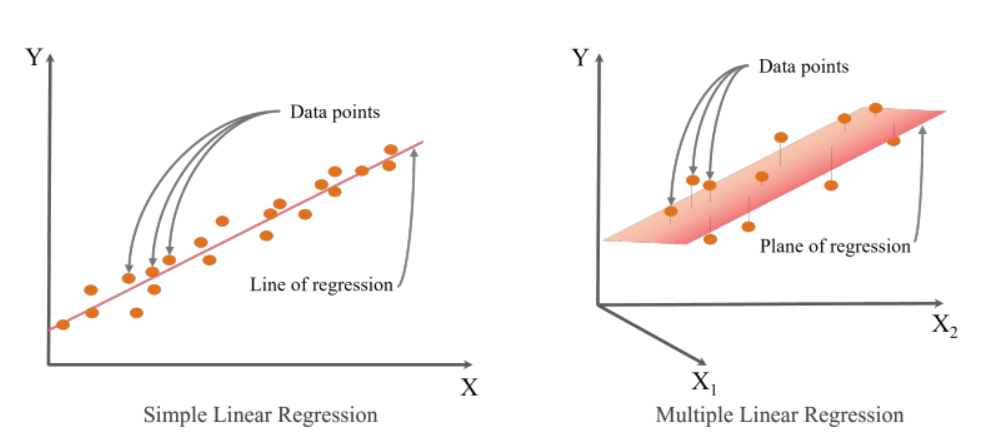 Y
Data points
Line of regression
X
Simple Linear Regression
Y
Data points
Plane of regression
X₂
X₁
Multiple Linear Regression